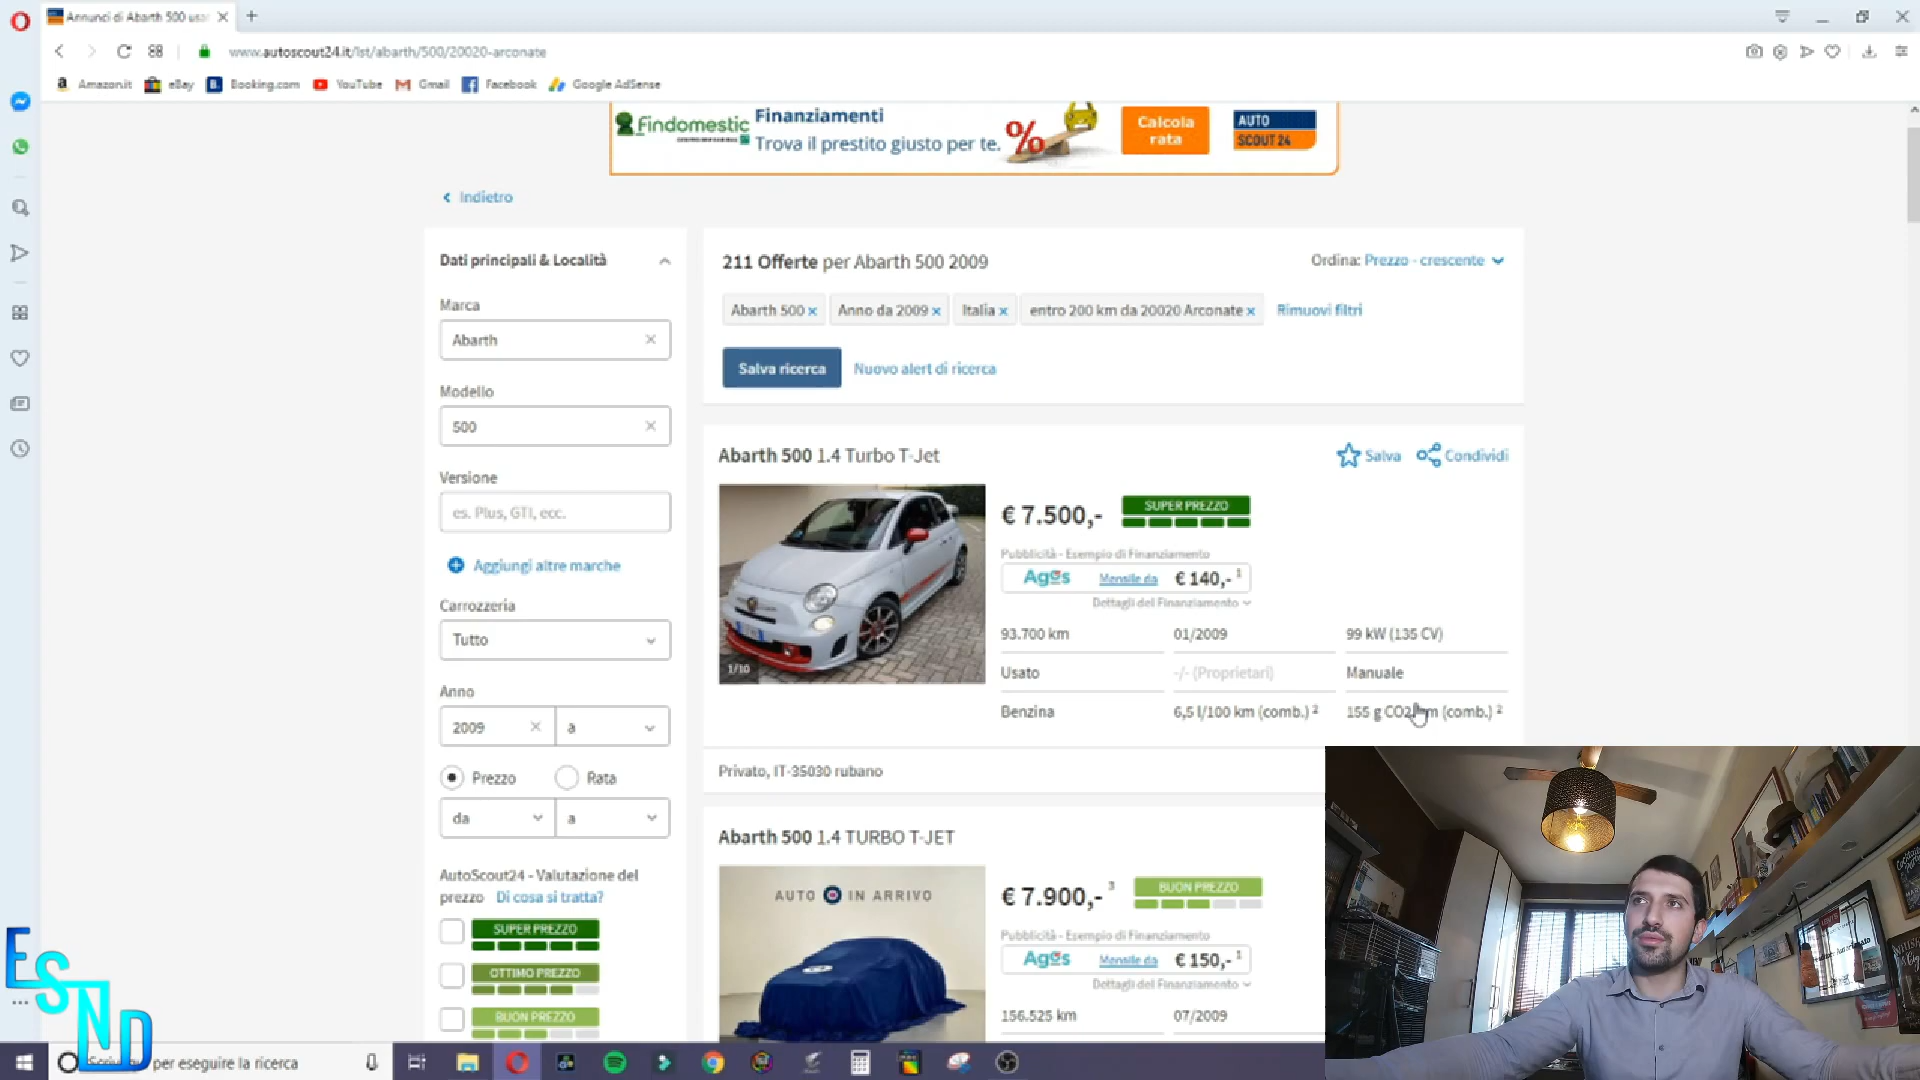 Annunci di Abarth 500 usa
www.autoscout24.it/lst/abarth/500/20020-arconate
Amazon.it eBay Booking.com YouTube Gmail Facebook Google AdSense
Findomestic Finanziamenti
Trova il prestito giusto per te. % Calcola rata AUTO SCOUT 24
Indietro
Dati principali & Località
211 Offerte per Abarth 500 2009
Ordina: Prezzo - crescente
Abarth 500 x Anno da 2009 x Italia x entro 200 km da 20020 Arconate x Rimuovi filtri
Salva ricerca Nuovo alert di ricerca
Marca
Abarth
Modello
500
Versione
es. Plus, GTI, ecc.
Aggiungi altre marche
Carrozzeria
Tutto
Anno
2009 a
Prezzo Rata
da a
AutoScout24 - Valutazione del
prezzo Di cosa si tratta?
SUPER PREZZO
OTTIMO PREZZO
BUON PREZZO
Abarth 500 1.4 Turbo T-Jet
Salva Condividi
1/10
€ 7.500,- SUPER PREZZO
Pubblicità - Esempio di Finanziamento
Agos Mensile da € 140,- 1
Dettagli del Finanziamento
93.700 km 01/2009 99 kW (135 CV)
Usato -/- (Proprietari) Manuale
Benzina 6,5 l/100 km (comb.) 2 155 g CO2 m (comb.) 2
Privato, IT-35030 rubano
Abarth 500 1.4 TURBO T-JET
AUTO IN ARRIVO
€ 7.900,- 3 BUON PREZZO
Pubblicità - Esempio di Finanziamento
Agos Mensile da € 150,- 1
Dettagli del Finanziamento
156.525 km 07/2009
ESND
per eseguire la ricerca